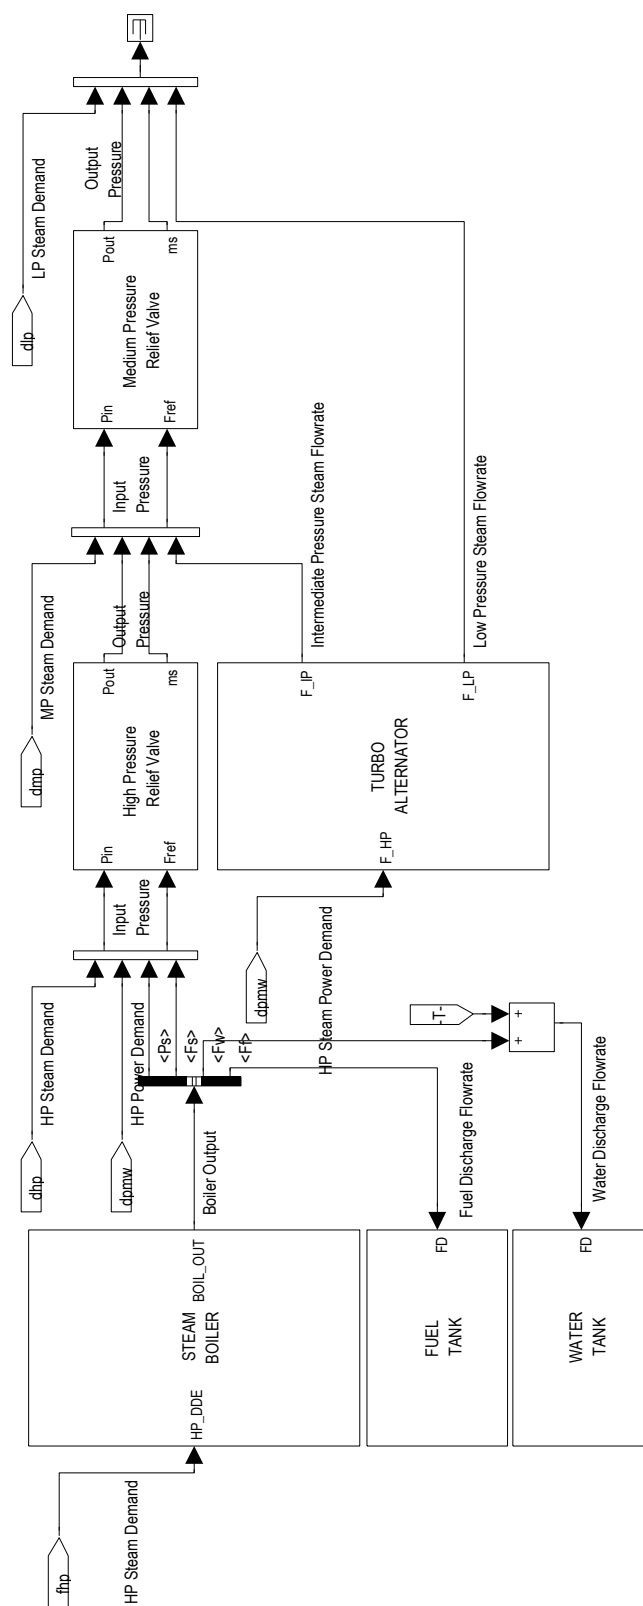 fhp
HP Steam Demand
HP_DDE
STEAM
BOILER
BOIL_OUT
Boiler Output
dhp
HP Steam Demand
dpmw
HP Power Demand
<Ps>
<Fs>
<Fw>
<Ff>
Input
Pressure
Pin
Fref
High Pressure
Relief Valve
Pout
ms
Output
Pressure
dmp
MP Steam Demand
Input
Pressure
Pin
Fref
Medium Pressure
Relief Valve
Pout
ms
Output
Pressure
dlp
LP Steam Demand
dpmw
HP Steam Power Demand
F_HP
TURBO
ALTERNATOR
F_IP
F_LP
Intermediate Pressure Steam Flowrate
Low Pressure Steam Flowrate
FUEL
TANK
FD
Fuel Discharge Flowrate
-T-
+
+
WATER
TANK
FD
Water Discharge Flowrate